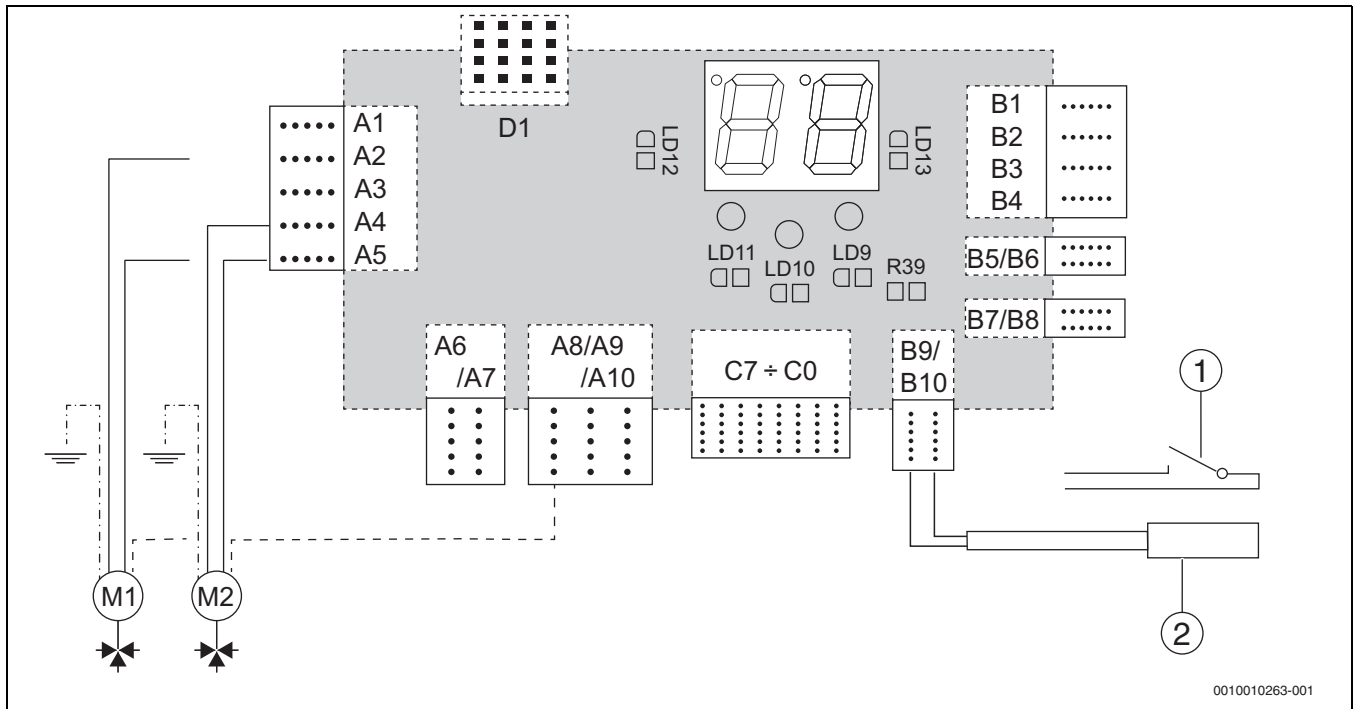 D1
A1
A2
A3
A4
A5
LD12
LD13
B1
B2
B3
B4
LD11
LD10
LD9
R39
B5/B6
B7/B8
A6
/A7
A8/A9
/A10
C7 ÷ C0
B9/
B10
1
M1
M2
2
0010010263-001